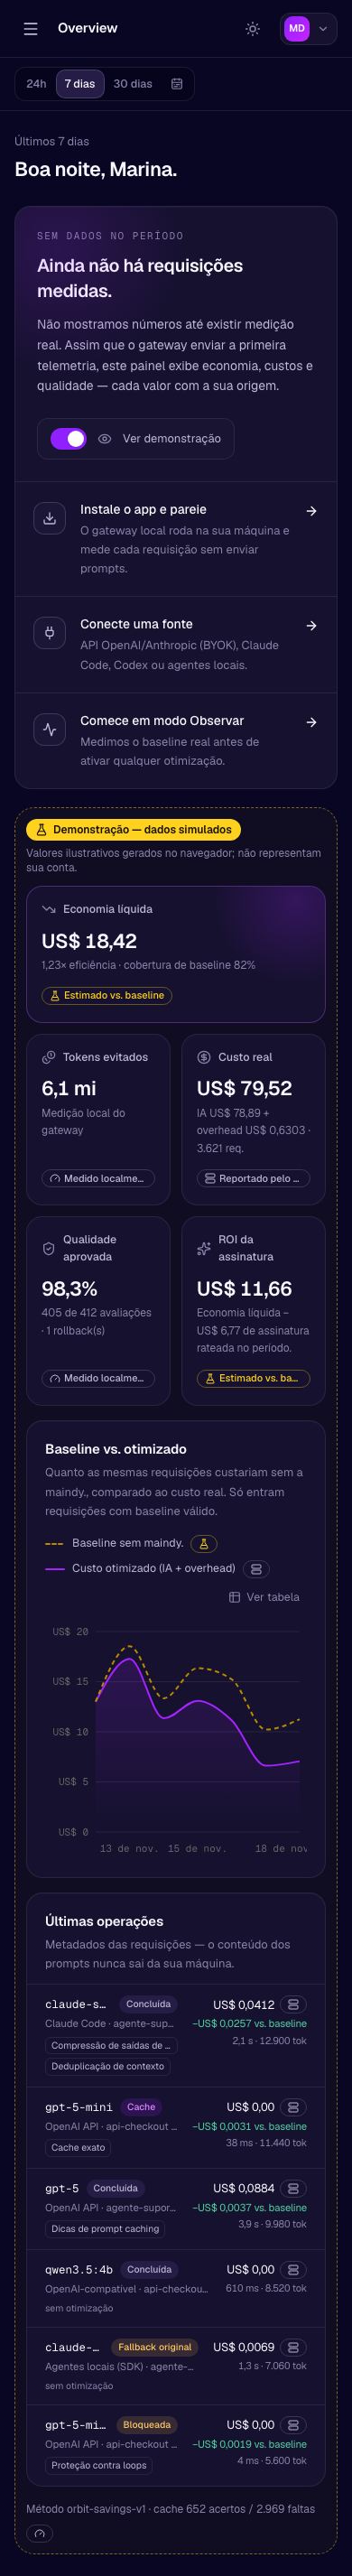 Overview
MD
24h
7 dias
30 dias
Últimos 7 dias
Boa noite, Marina.
SEM DADOS NO PERÍODO
Ainda não há requisições
medidas.
Não mostramos números até existir medição
real. Assim que o gateway enviar a primeira
telemetria, este painel exibe economia, custos e
qualidade — cada valor com a sua origem.
Ver demonstração
Instale o app e pareie
O gateway local roda na sua máquina e
mede cada requisição sem enviar
prompts.
Conecte uma fonte
API OpenAI/Anthropic (BYOK), Claude
Code, Codex ou agentes locais.
Comece em modo Observar
Medimos o baseline real antes de
ativar qualquer otimização.
Demonstração — dados simulados
Valores ilustrativos gerados no navegador; não representam
sua conta.
Economia líquida
US$ 18,42
1,23× eficiência · cobertura de baseline 82%
Estimado vs. baseline
Tokens evitados
6,1 mi
Medição local do
gateway
Medido localme...
Custo real
US$ 79,52
IA US$ 78,89 +
overhead US$ 0,6303 ·
3.621 req.
Reportado pelo ...
Qualidade
aprovada
98,3%
405 de 412 avaliações
· 1 rollback(s)
Medido localme...
ROI da
assinatura
US$ 11,66
Economia líquida −
US$ 6,77 de assinatura
rateada no período.
Estimado vs. ba...
Baseline vs. otimizado
Quanto as mesmas requisições custariam sem a
maindy., comparado ao custo real. Só entram
requisições com baseline válido.
Baseline sem maindy.
Custo otimizado (IA + overhead)
Ver tabela
US$ 20
US$ 15
US$ 10
US$ 5
US$ 0
13 de nov.
15 de nov.
18 de nov
Últimas operações
Metadados das requisições — o conteúdo dos
prompts nunca sai da sua máquina.
claude-s... Concluída US$ 0,0412
Claude Code · agente-sup... −US$ 0,0257 vs. baseline
Compressão de saídas de ... 2,1 s · 12.900 tok
Deduplicação de contexto
gpt-5-mini Cache US$ 0,00
OpenAI API · api-checkout ... −US$ 0,0031 vs. baseline
Cache exato 38 ms · 11.440 tok
gpt-5 Concluída US$ 0,0884
OpenAI API · agente-supor... −US$ 0,0037 vs. baseline
Dicas de prompt caching 3,9 s · 9.980 tok
qwen3.5:4b Concluída US$ 0,00
OpenAI-compatível · api-checkou... 610 ms · 8.520 tok
sem otimização
claude-... Fallback original US$ 0,0069
Agentes locais (SDK) · agente-... 1,3 s · 7.060 tok
sem otimização
gpt-5-mi... Bloqueada US$ 0,00
OpenAI API · api-checkout ... −US$ 0,0019 vs. baseline
Proteção contra loops 4 ms · 5.600 tok
Método orbit-savings-v1 · cache 652 acertos / 2.969 faltas